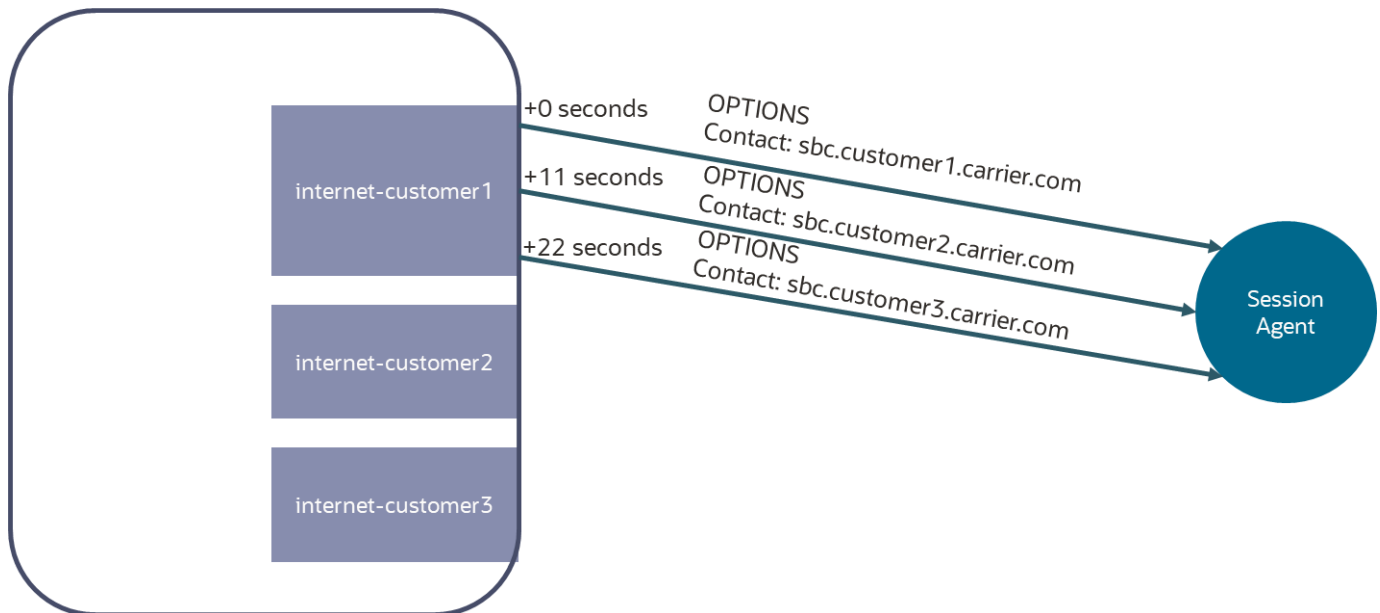 +0 seconds
OPTIONS
Contact: sbc.customer1.carrier.com
internet-customer1
+11 seconds
OPTIONS
Contact: sbc.customer2.carrier.com
+22 seconds
OPTIONS
Contact: sbc.customer3.carrier.com
Session
Agent
internet-customer2
internet-customer3